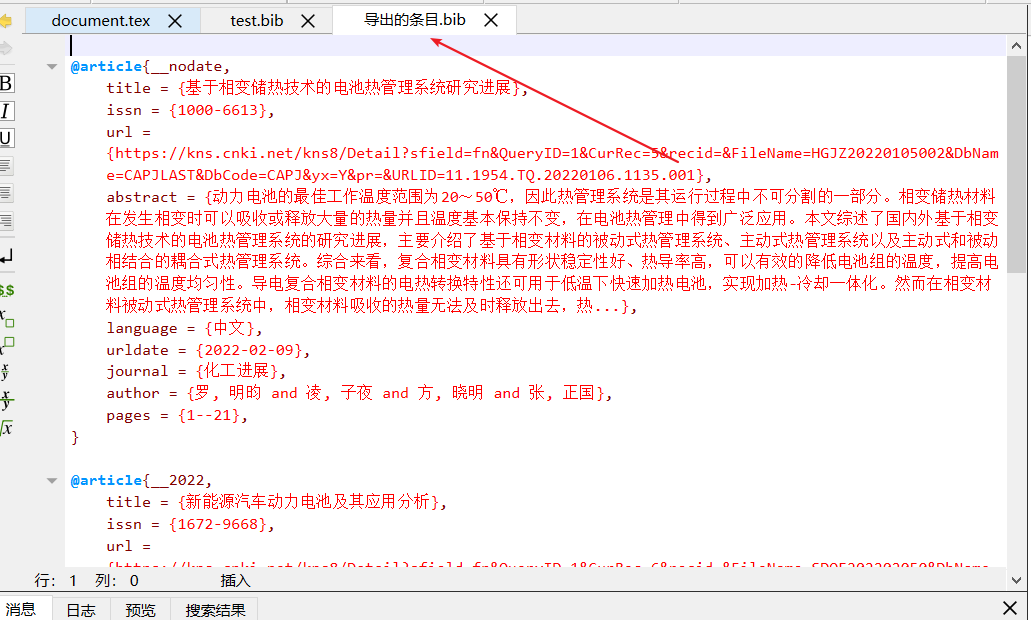 document.tex
test.bib
导出的条目.bib
@article{__nodate,
title = {基于相变储热技术的电池热管理系统研究进展},
issn = {1000-6613},
url =
{https://kns.cnki.net/kns8/Detail?sfield=fn&QueryID=1&CurRec=5&recid=&FileName=HGJZ20220105002&DbNam
e=CAPJLAST&DbCode=CAPJ&yx=Y&pr=&URLID=11.1954.TQ.20220106.1135.001},
abstract = {动力电池的最佳工作温度范围为20～50℃，因此热管理系统是其运行过程中不可分割的一部分。相变储热材料
在发生相变时可以吸收或释放大量的热量并且温度基本保持不变，在电池热管理中得到广泛应用。本文综述了国内外基于相变
储热技术的电池热管理系统的研究进展，主要介绍了基于相变材料的被动式热管理系统、主动式热管理系统以及主动式和被动
相结合的耦合式热管理系统。综合来看，复合相变材料具有形状稳定性好、热导率高，可以有效的降低电池组的温度，提高电
池组的温度均匀性。导电复合相变材料的电热转换特性还可用于低温下快速加热电池，实现加热-冷却一体化。然而在相变材
料被动式热管理系统中，相变材料吸收的热量无法及时释放出去，热...},
language = {中文},
urldate = {2022-02-09},
journal = {化工进展},
author = {罗, 明昀 and 凌, 子夜 and 方, 晓明 and 张, 正国},
pages = {1--21},
}
@article{__2022,
title = {新能源汽车动力电池及其应用分析},
issn = {1672-9668},
url =
行： 1 列： 0 插入
消息 日志 预览 搜索结果